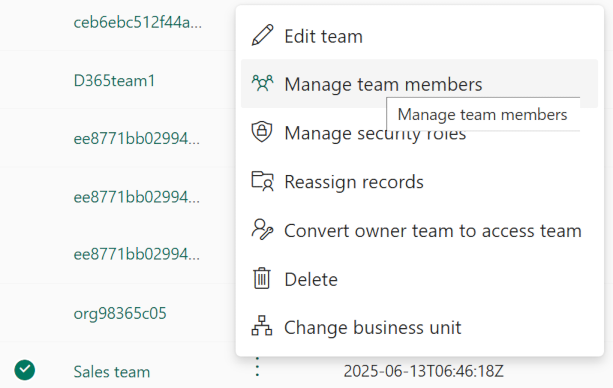 ceb6ebc512f44a...
Edit team
D365team1
Manage team members
Manage team members
ee8771bb02994...
Manage security roles
ee8771bb02994...
Reassign records
ee8771bb02994...
Convert owner team to access team
Delete
org98365c05
Change business unit
Sales team
2025-06-13T06:46:18Z